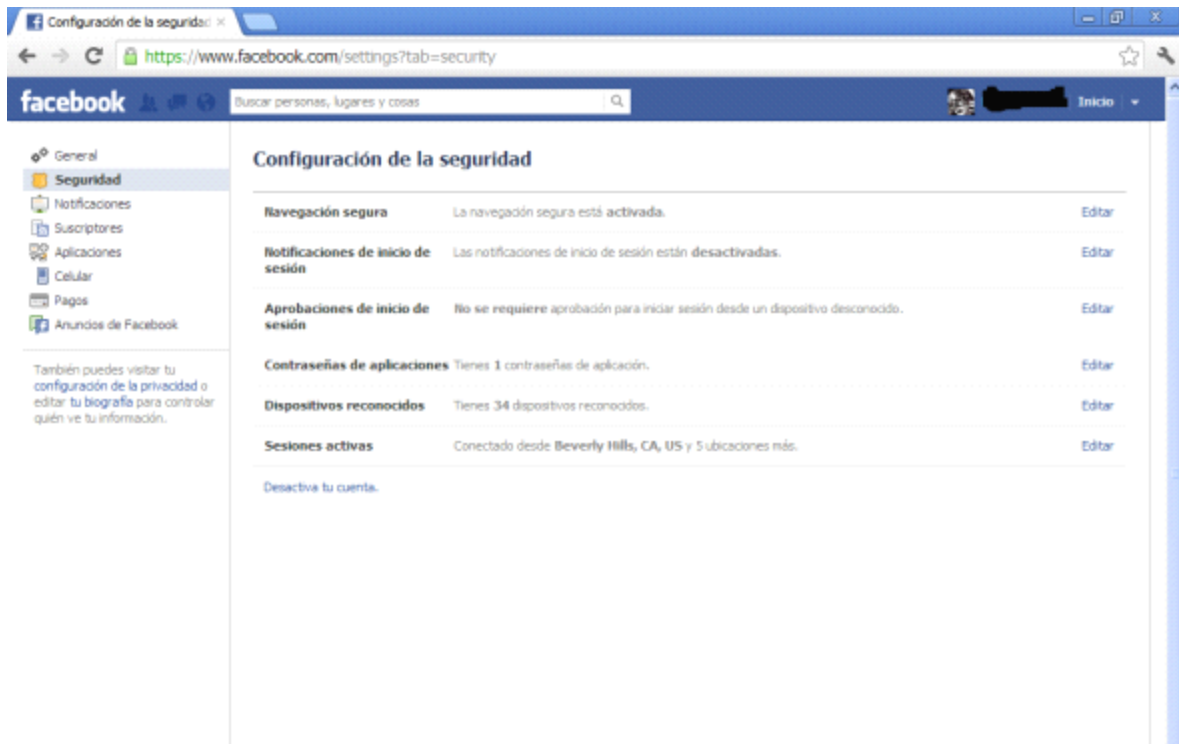 Configuración de la seguridad
https://www.facebook.com/settings?tab=security
facebook
Buscar personas, lugares y cosas
Inicio
General
Seguridad
Notificaciones
Suscriptores
Aplicaciones
Celular
Pagos
Anuncios de Facebook
También puedes visitar tu
configuración de la privacidad o
editar tu biografía para controlar
quién ve tu información.
Configuración de la seguridad
Navegación segura La navegación segura está activada. Editar
Notificaciones de inicio de sesión Las notificaciones de inicio de sesión están desactivadas. Editar
Aprobaciones de inicio de sesión No se requiere aprobación para iniciar sesión desde un dispositivo desconocido. Editar
Contraseñas de aplicaciones Tienes 1 contraseñas de aplicación. Editar
Dispositivos reconocidos Tienes 34 dispositivos reconocidos. Editar
Sesiones activas Conectado desde Beverly Hills, CA, US y 5 ubicaciones más. Editar
Desactiva tu cuenta.